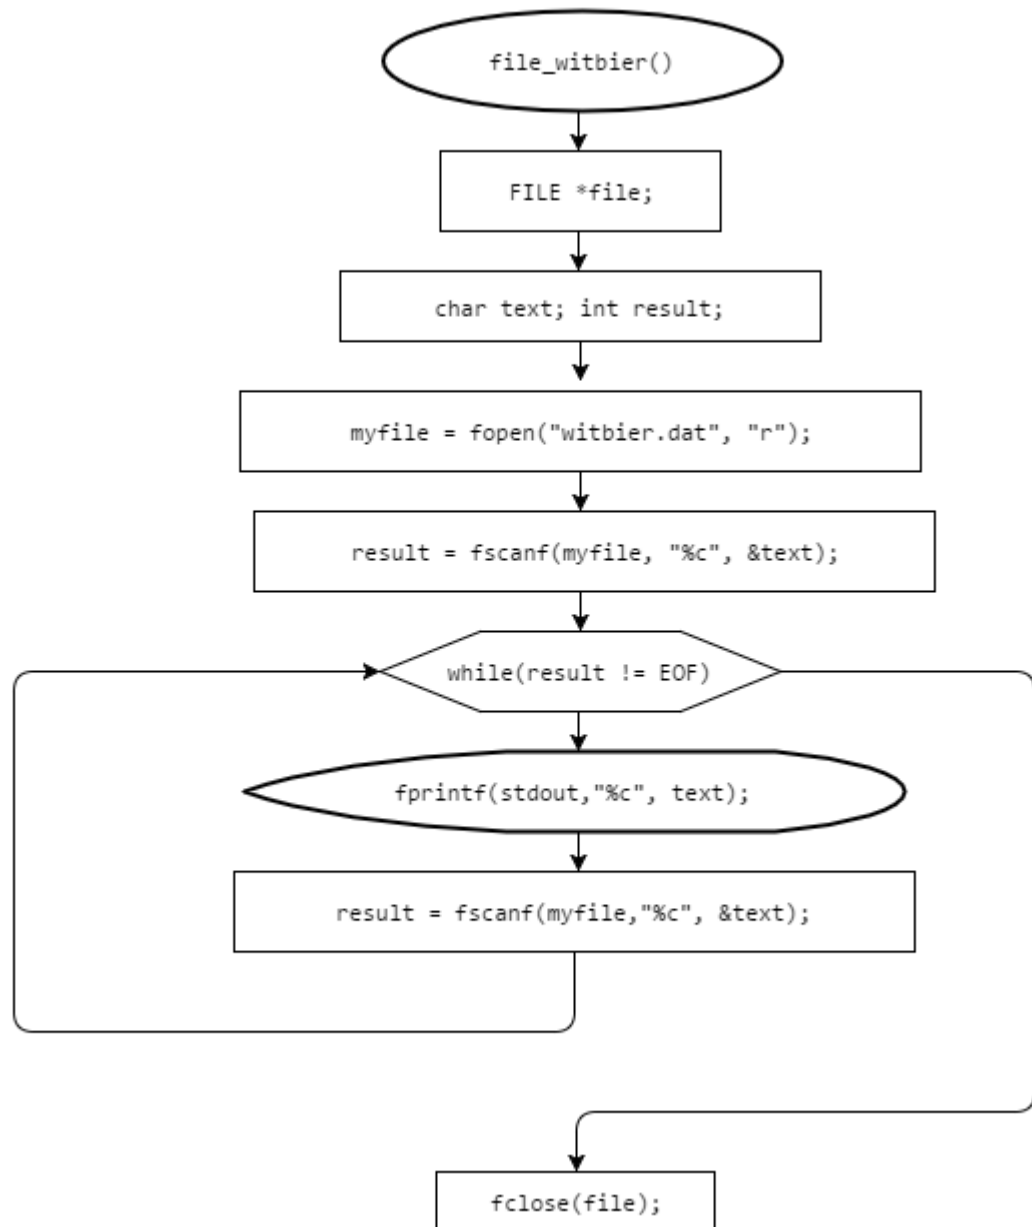 file_witbier()
FILE *file;
char text; int result;
myfile = fopen("witbier.dat", "r");
result = fscanf(myfile, "%c", &text);
while(result != EOF)
fprintf(stdout,"%c", text);
result = fscanf(myfile,"%c", &text);
fclose(file);